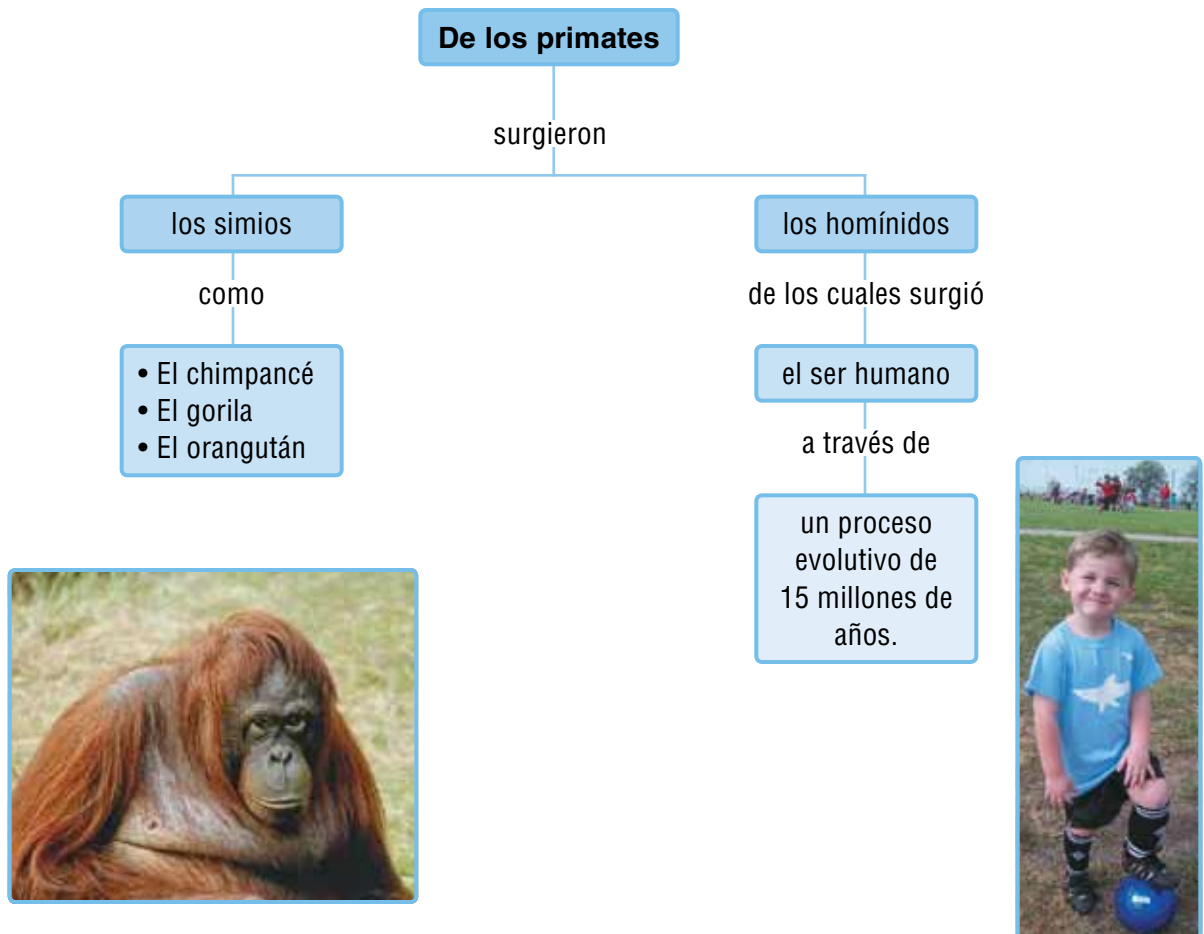 De los primates
surgieron
los simios
como
• El chimpancé
• El gorila
• El orangután
los homínidos
de los cuales surgió
el ser humano
a través de
un proceso
evolutivo de
15 millones de
años.